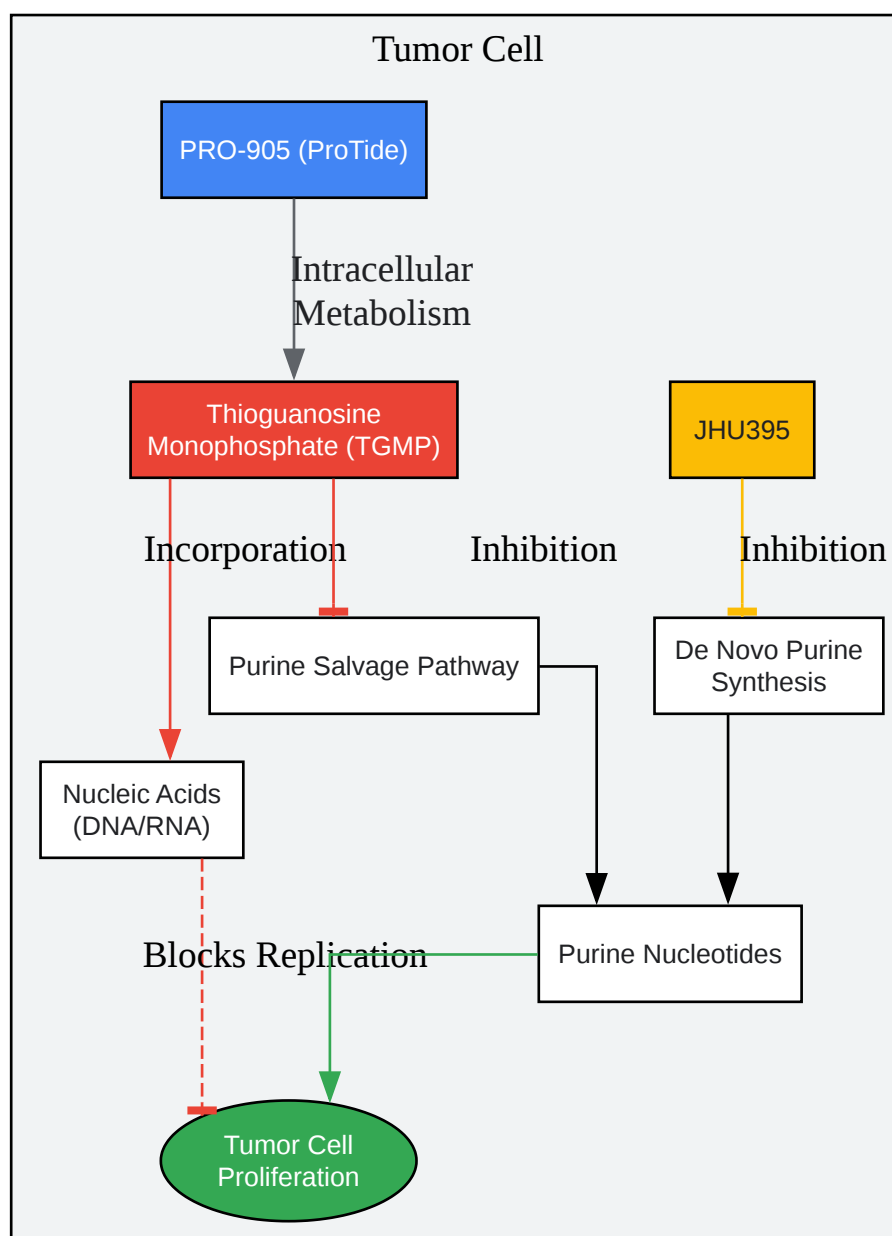 Tumor Cell
PRO-905 (ProTide)
Intracellular
Metabolism
Thioguanosine
Monophosphate (TGMP)
JHU395
Incorporation
Inhibition
Inhibition
Purine Salvage Pathway
De Novo Purine
Synthesis
Nucleic Acids
(DNA/RNA)
Blocks Replication
Purine Nucleotides
Tumor Cell
Proliferation